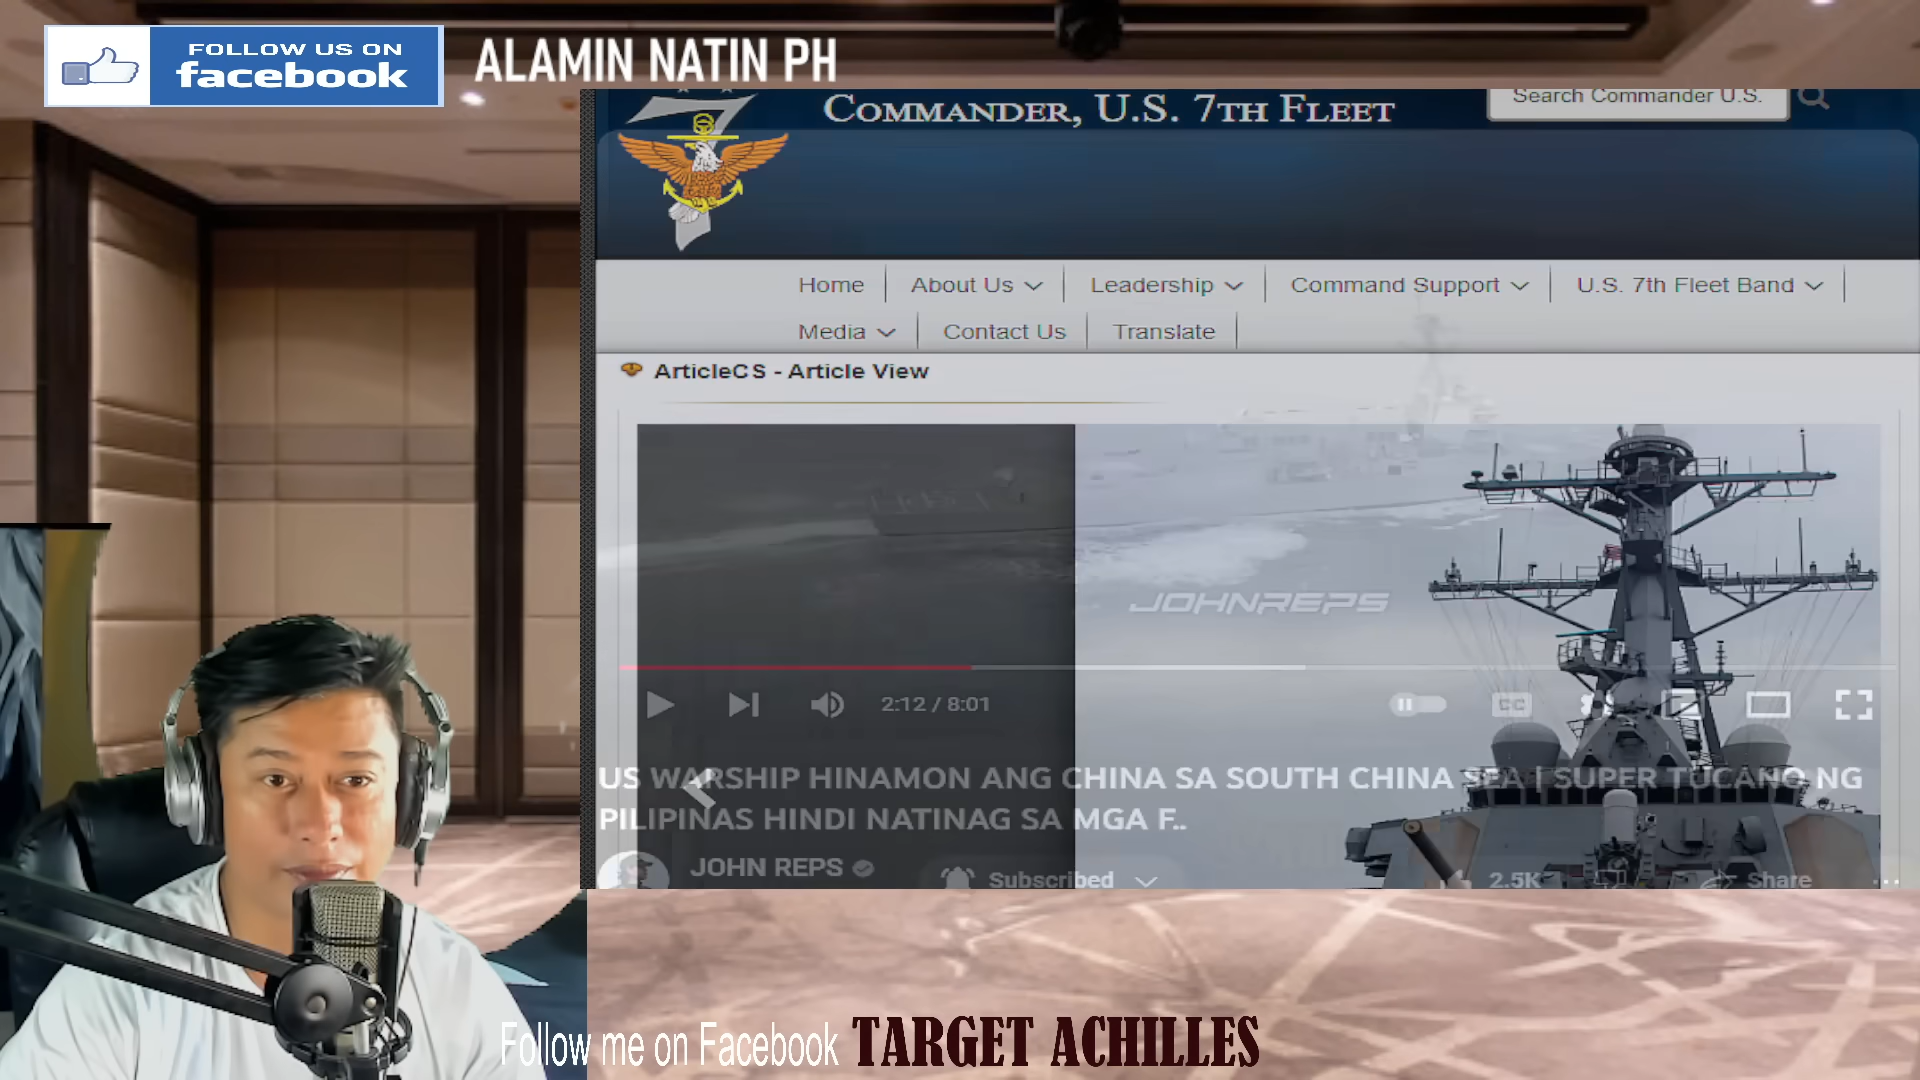 FOLLOW US ON
facebook
ALAMIN NATIN PH
COMMANDER, U.S. 7TH FLEET
Search Commander U.S.
Home
About Us
Leadership
Command Support
U.S. 7th Fleet Band
Media
Contact Us
Translate
ArticleCS - Article View
JOHNREPS
2:12 / 8:01
CC
US WARSHIP HINAMON ANG CHINA SA SOUTH CHINA SEA | SUPER TUCANO NG
PILIPINAS HINDI NATINAG SA MGA F..
JOHN REPS
Subscribed
2.5K
Share
Follow me on Facebook TARGET ACHILLES